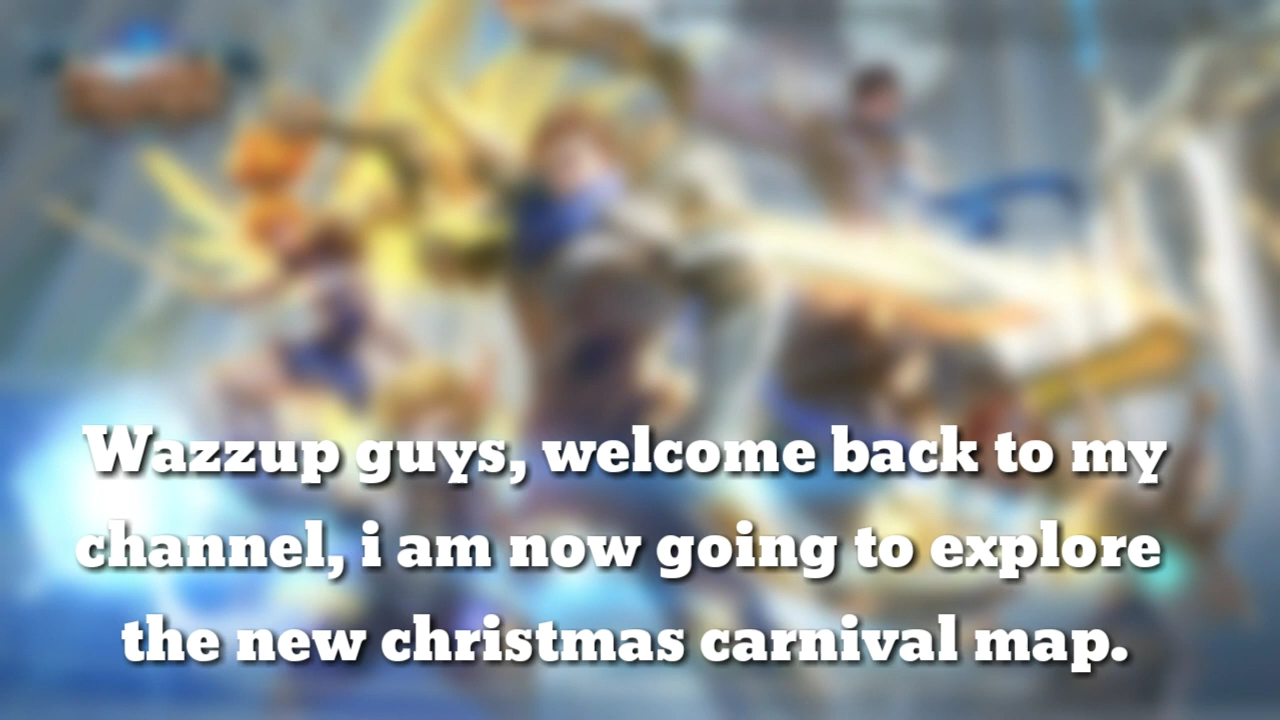 Wazzup guys, welcome back to my
channel, i am now going to explore
the new christmas carnival map.